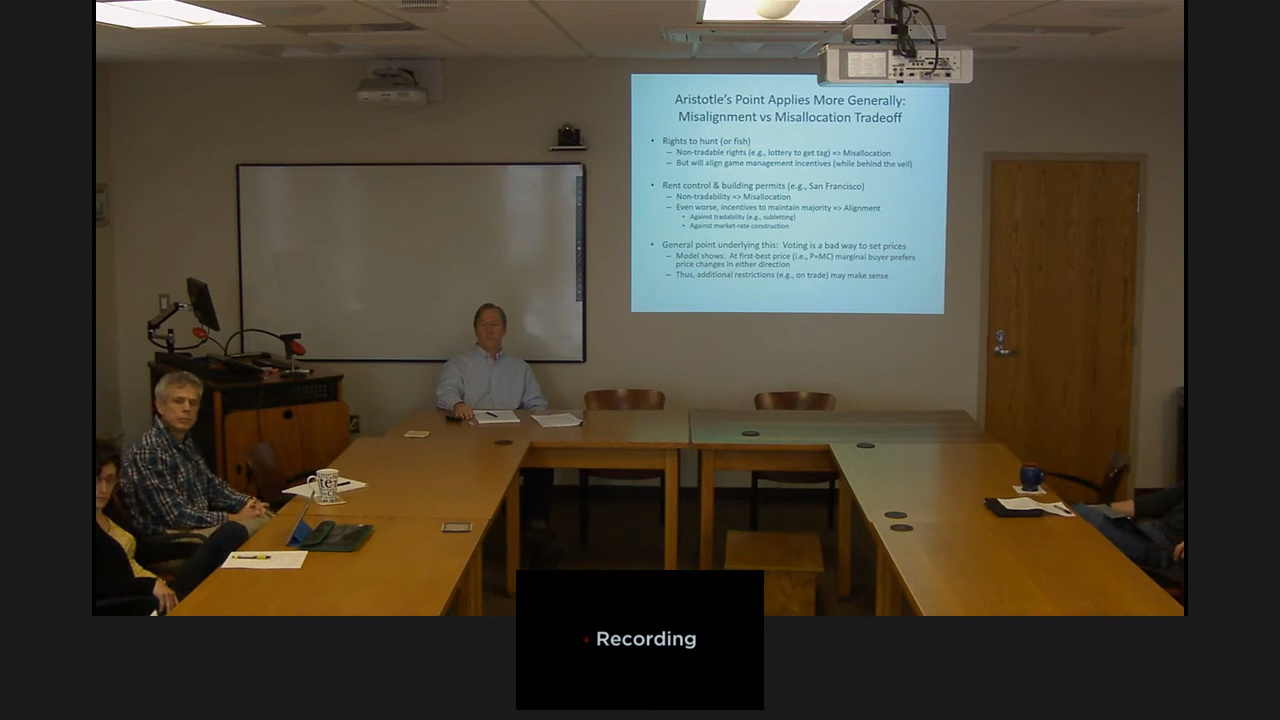 Aristotle's Point Applies More Generally:
Misalignment vs Misallocation Tradeoff
• Rights to hunt (or fish)
– Non-tradable rights (e.g., lottery to get tag) => Misallocation
– But will align game management incentives (while behind the veil)
• Rent control & building permits (e.g., San Francisco)
– Non-tradability => Misallocation
– Even worse, incentives to maintain majority => Alignment
• Against tradability (e.g., subletting)
• Against market-rate construction
• General point underlying this: Voting is a bad way to set prices
– Model shows: At first-best price (i.e., P=MC) marginal buyer prefers
price changes in either direction
– Thus, additional restrictions (e.g., on trade) may make sense
te
Recording